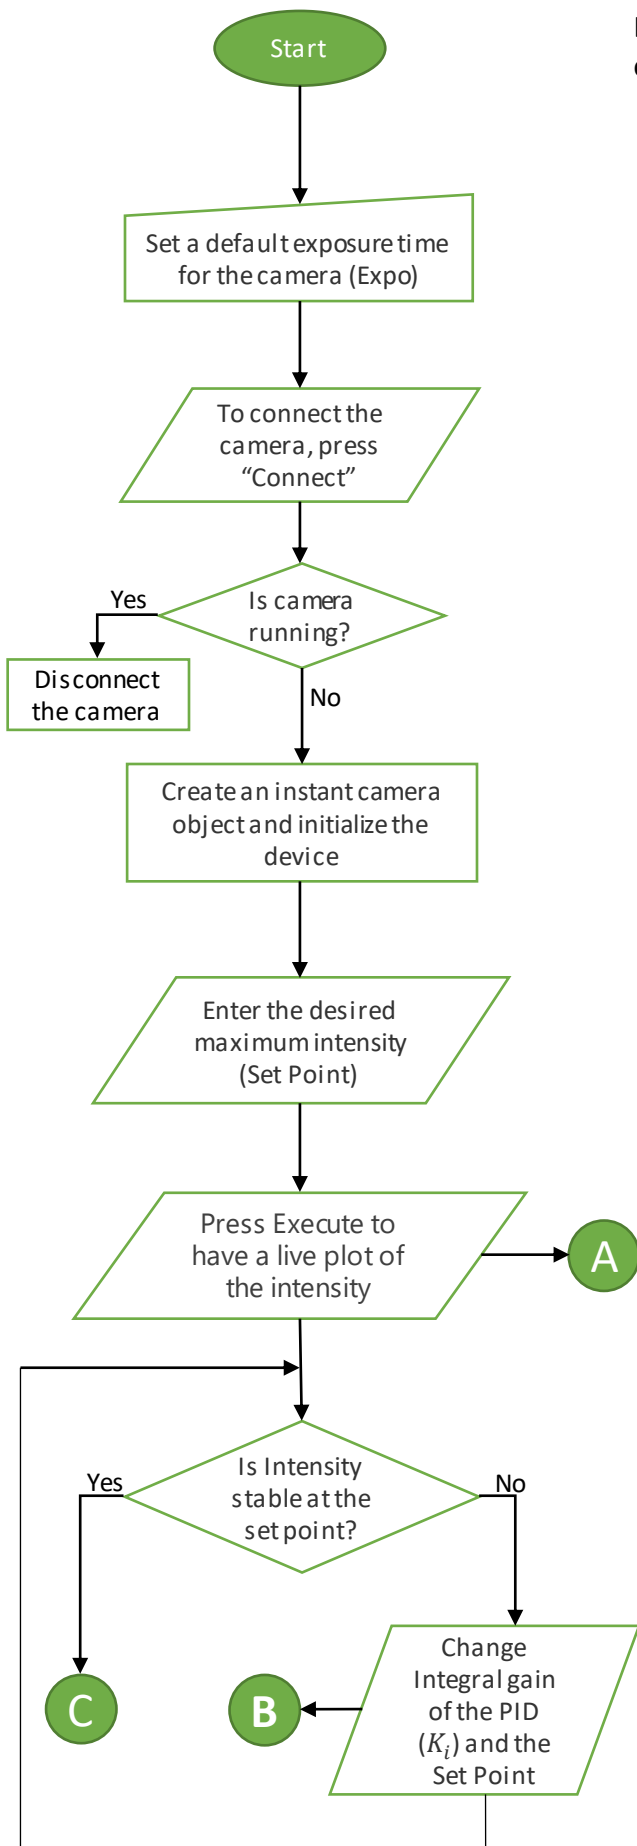 Start
Set a default exposure time
for the camera (Expo)
To connect the
camera, press
“Connect”
Is camera
running?
Yes
No
Disconnect
the camera
Create an instant camera
object and initialize the
device
Enter the desired
maximum intensity
(Set Point)
Press Execute to
have a live plot of
the intensity
A
Is Intensity
stable at the
set point?
Yes
No
C
B
Change
Integral gain
of the PID
(K_i) and the
Set Point